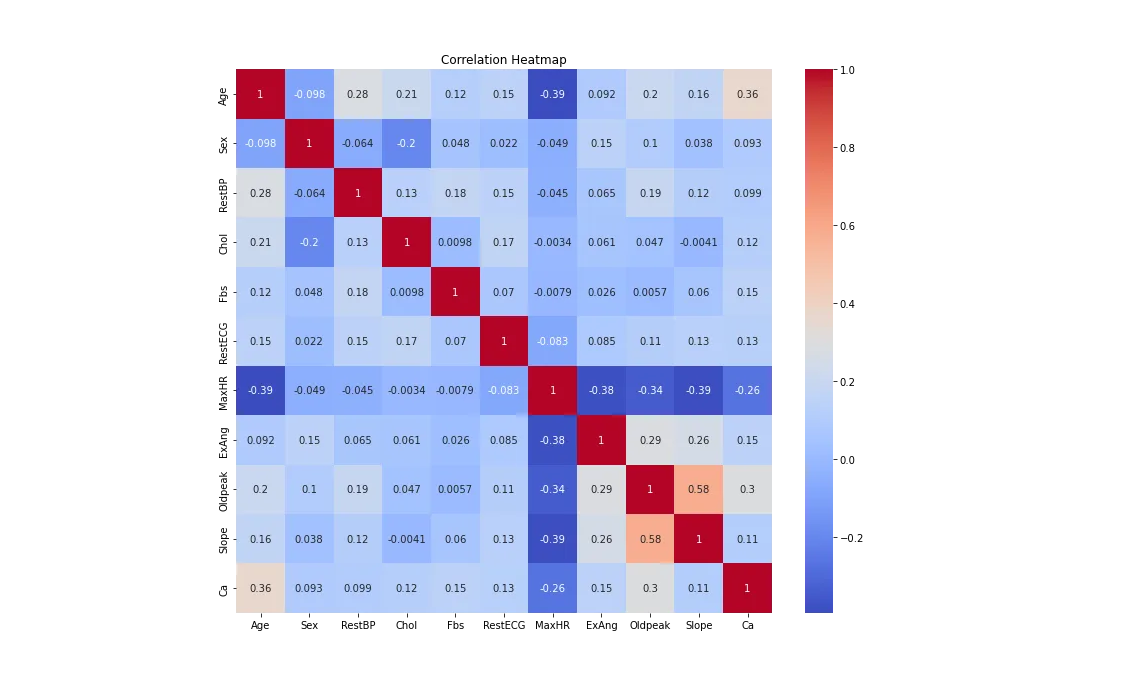 Correlation Heatmap
Age 1 -0.098 0.28 0.21 0.12 0.15 -0.39 0.092 0.2 0.16 0.36
Sex -0.098 1 -0.064 -0.2 0.048 0.022 -0.049 0.15 0.1 0.038 0.093
RestBP 0.28 -0.064 1 0.13 0.18 0.15 -0.045 0.065 0.19 0.12 0.099
Chol 0.21 -0.2 0.13 1 0.0098 0.17 -0.0034 0.061 0.047 -0.0041 0.12
Fbs 0.12 0.048 0.18 0.0098 1 0.07 -0.0079 0.026 0.0057 0.06 0.15
RestECG 0.15 0.022 0.15 0.17 0.07 1 -0.083 0.085 0.11 0.13 0.13
MaxHR -0.39 -0.049 -0.045 -0.0034 -0.0079 -0.083 1 -0.38 -0.34 -0.39 -0.26
ExAng 0.092 0.15 0.065 0.061 0.026 0.085 -0.38 1 0.29 0.26 0.15
Oldpeak 0.2 0.1 0.19 0.047 0.0057 0.11 -0.34 0.29 1 0.58 0.3
Slope 0.16 0.038 0.12 -0.0041 0.06 0.13 -0.39 0.26 0.58 1 0.11
Ca 0.36 0.093 0.099 0.12 0.15 0.13 -0.26 0.15 0.3 0.11 1
Age Sex RestBP Chol Fbs RestECG MaxHR ExAng Oldpeak Slope Ca
1.0
0.8
0.6
0.4
0.2
0.0
−0.2